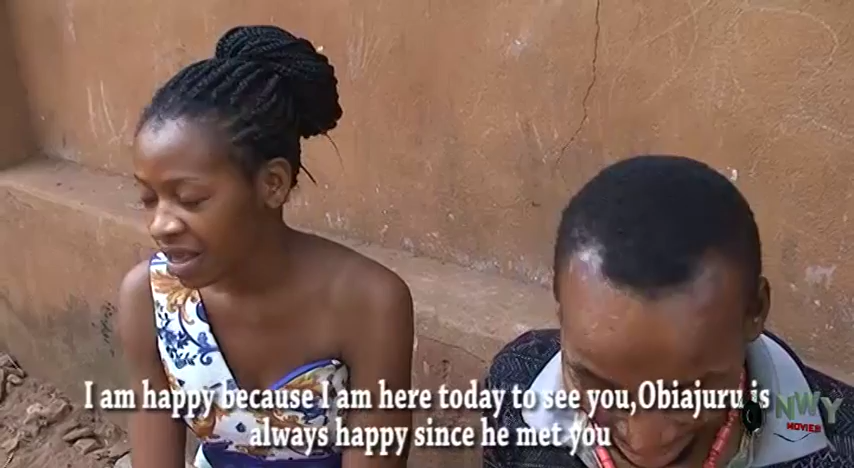 I am happy because I am here today to see you,Obiajuru is
always happy since he met you
NWY
MOVIES